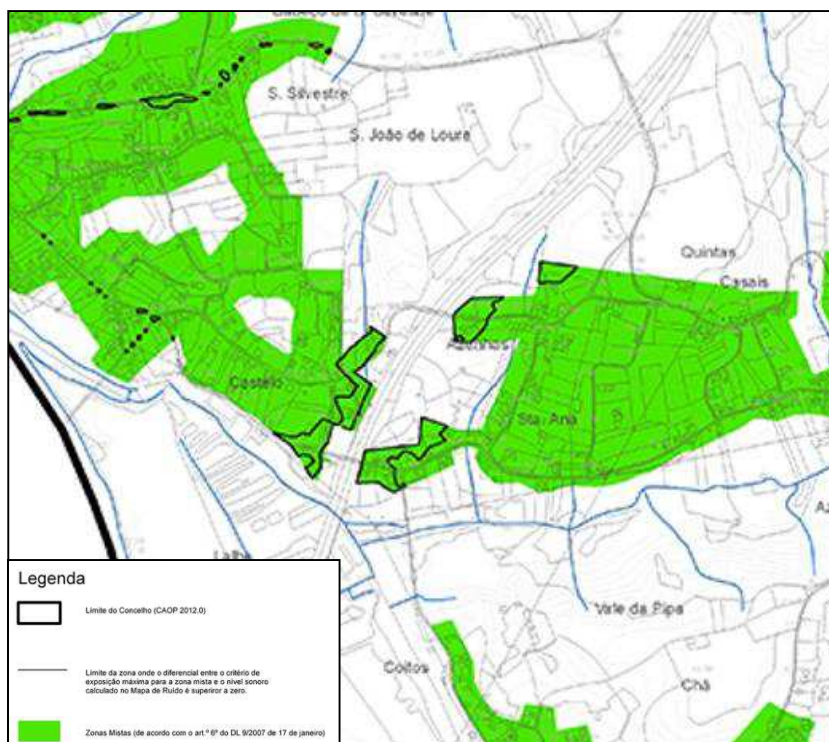 S. Silvestre
S. João de Loure
Quintas
Casais
Castelo
Sta. Ana
Vale da Pipa
Coitos
Chã
Legenda
Limite do Concelho (CAOP 2012.0)
Limite da zona onde o diferencial entre o critério de
exposição máxima para a zona mista e o nível sonoro
calculado no Mapa de Ruído é superiror a zero.
Zonas Mistas (de acordo com o art.º 6º do DL 9/2007 de 17 de janeiro)